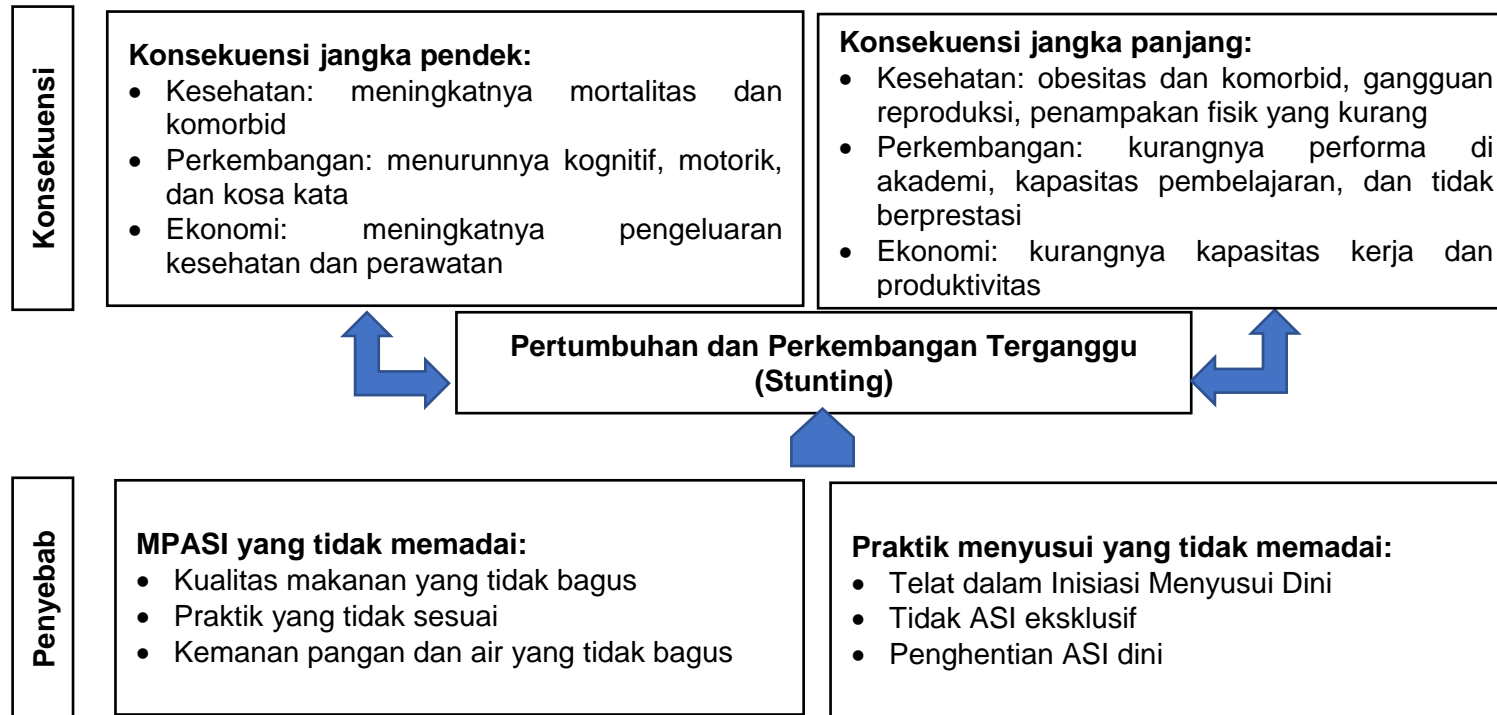 Konsekuensi
Konsekuensi jangka pendek:
• Kesehatan: meningkatnya mortalitas dan
komorbid
• Perkembangan: menurunnya kognitif, motorik,
dan kosa kata
• Ekonomi: meningkatnya pengeluaran
kesehatan dan perawatan
Konsekuensi jangka panjang:
• Kesehatan: obesitas dan komorbid, gangguan
reproduksi, penampakan fisik yang kurang
• Perkembangan: kurangnya performa di
akademi, kapasitas pembelajaran, dan tidak
berprestasi
• Ekonomi: kurangnya kapasitas kerja dan
produktivitas
Pertumbuhan dan Perkembangan Terganggu
(Stunting)
Penyebab
MPASI yang tidak memadai:
• Kualitas makanan yang tidak bagus
• Praktik yang tidak sesuai
• Kemanan pangan dan air yang tidak bagus
Praktik menyusui yang tidak memadai:
• Telat dalam Inisiasi Menyusui Dini
• Tidak ASI eksklusif
• Penghentian ASI dini